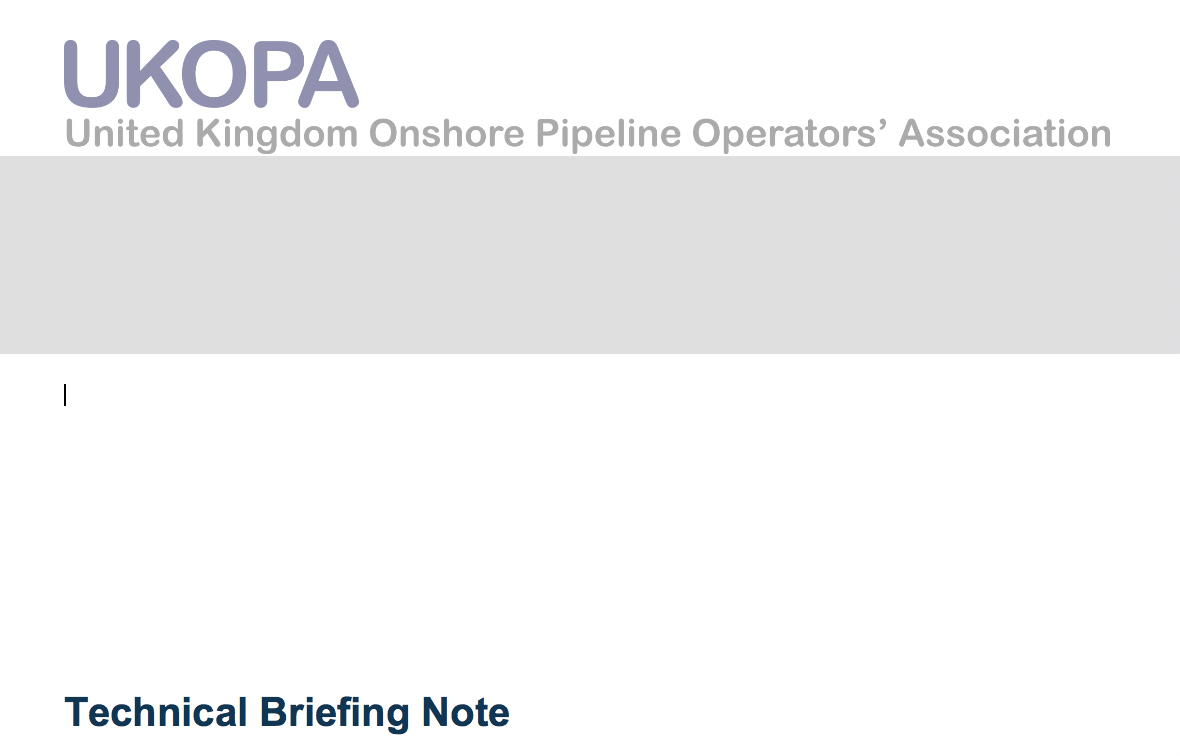 UKOPA
United Kingdom Onshore Pipeline Operators’ Association
Technical Briefing Note